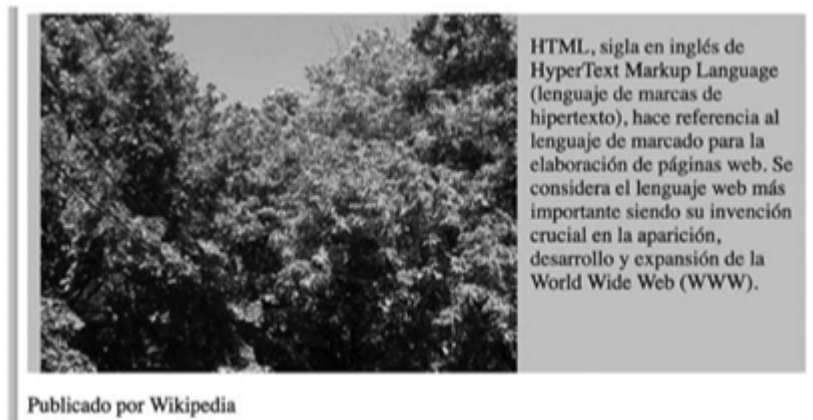 HTML, sigla en inglés de
HyperText Markup Language
(lenguaje de marcas de
hipertexto), hace referencia al
lenguaje de marcado para la
elaboración de páginas web. Se
considera el lenguaje web más
importante siendo su invención
crucial en la aparición,
desarrollo y expansión de la
World Wide Web (WWW).
Publicado por Wikipedia